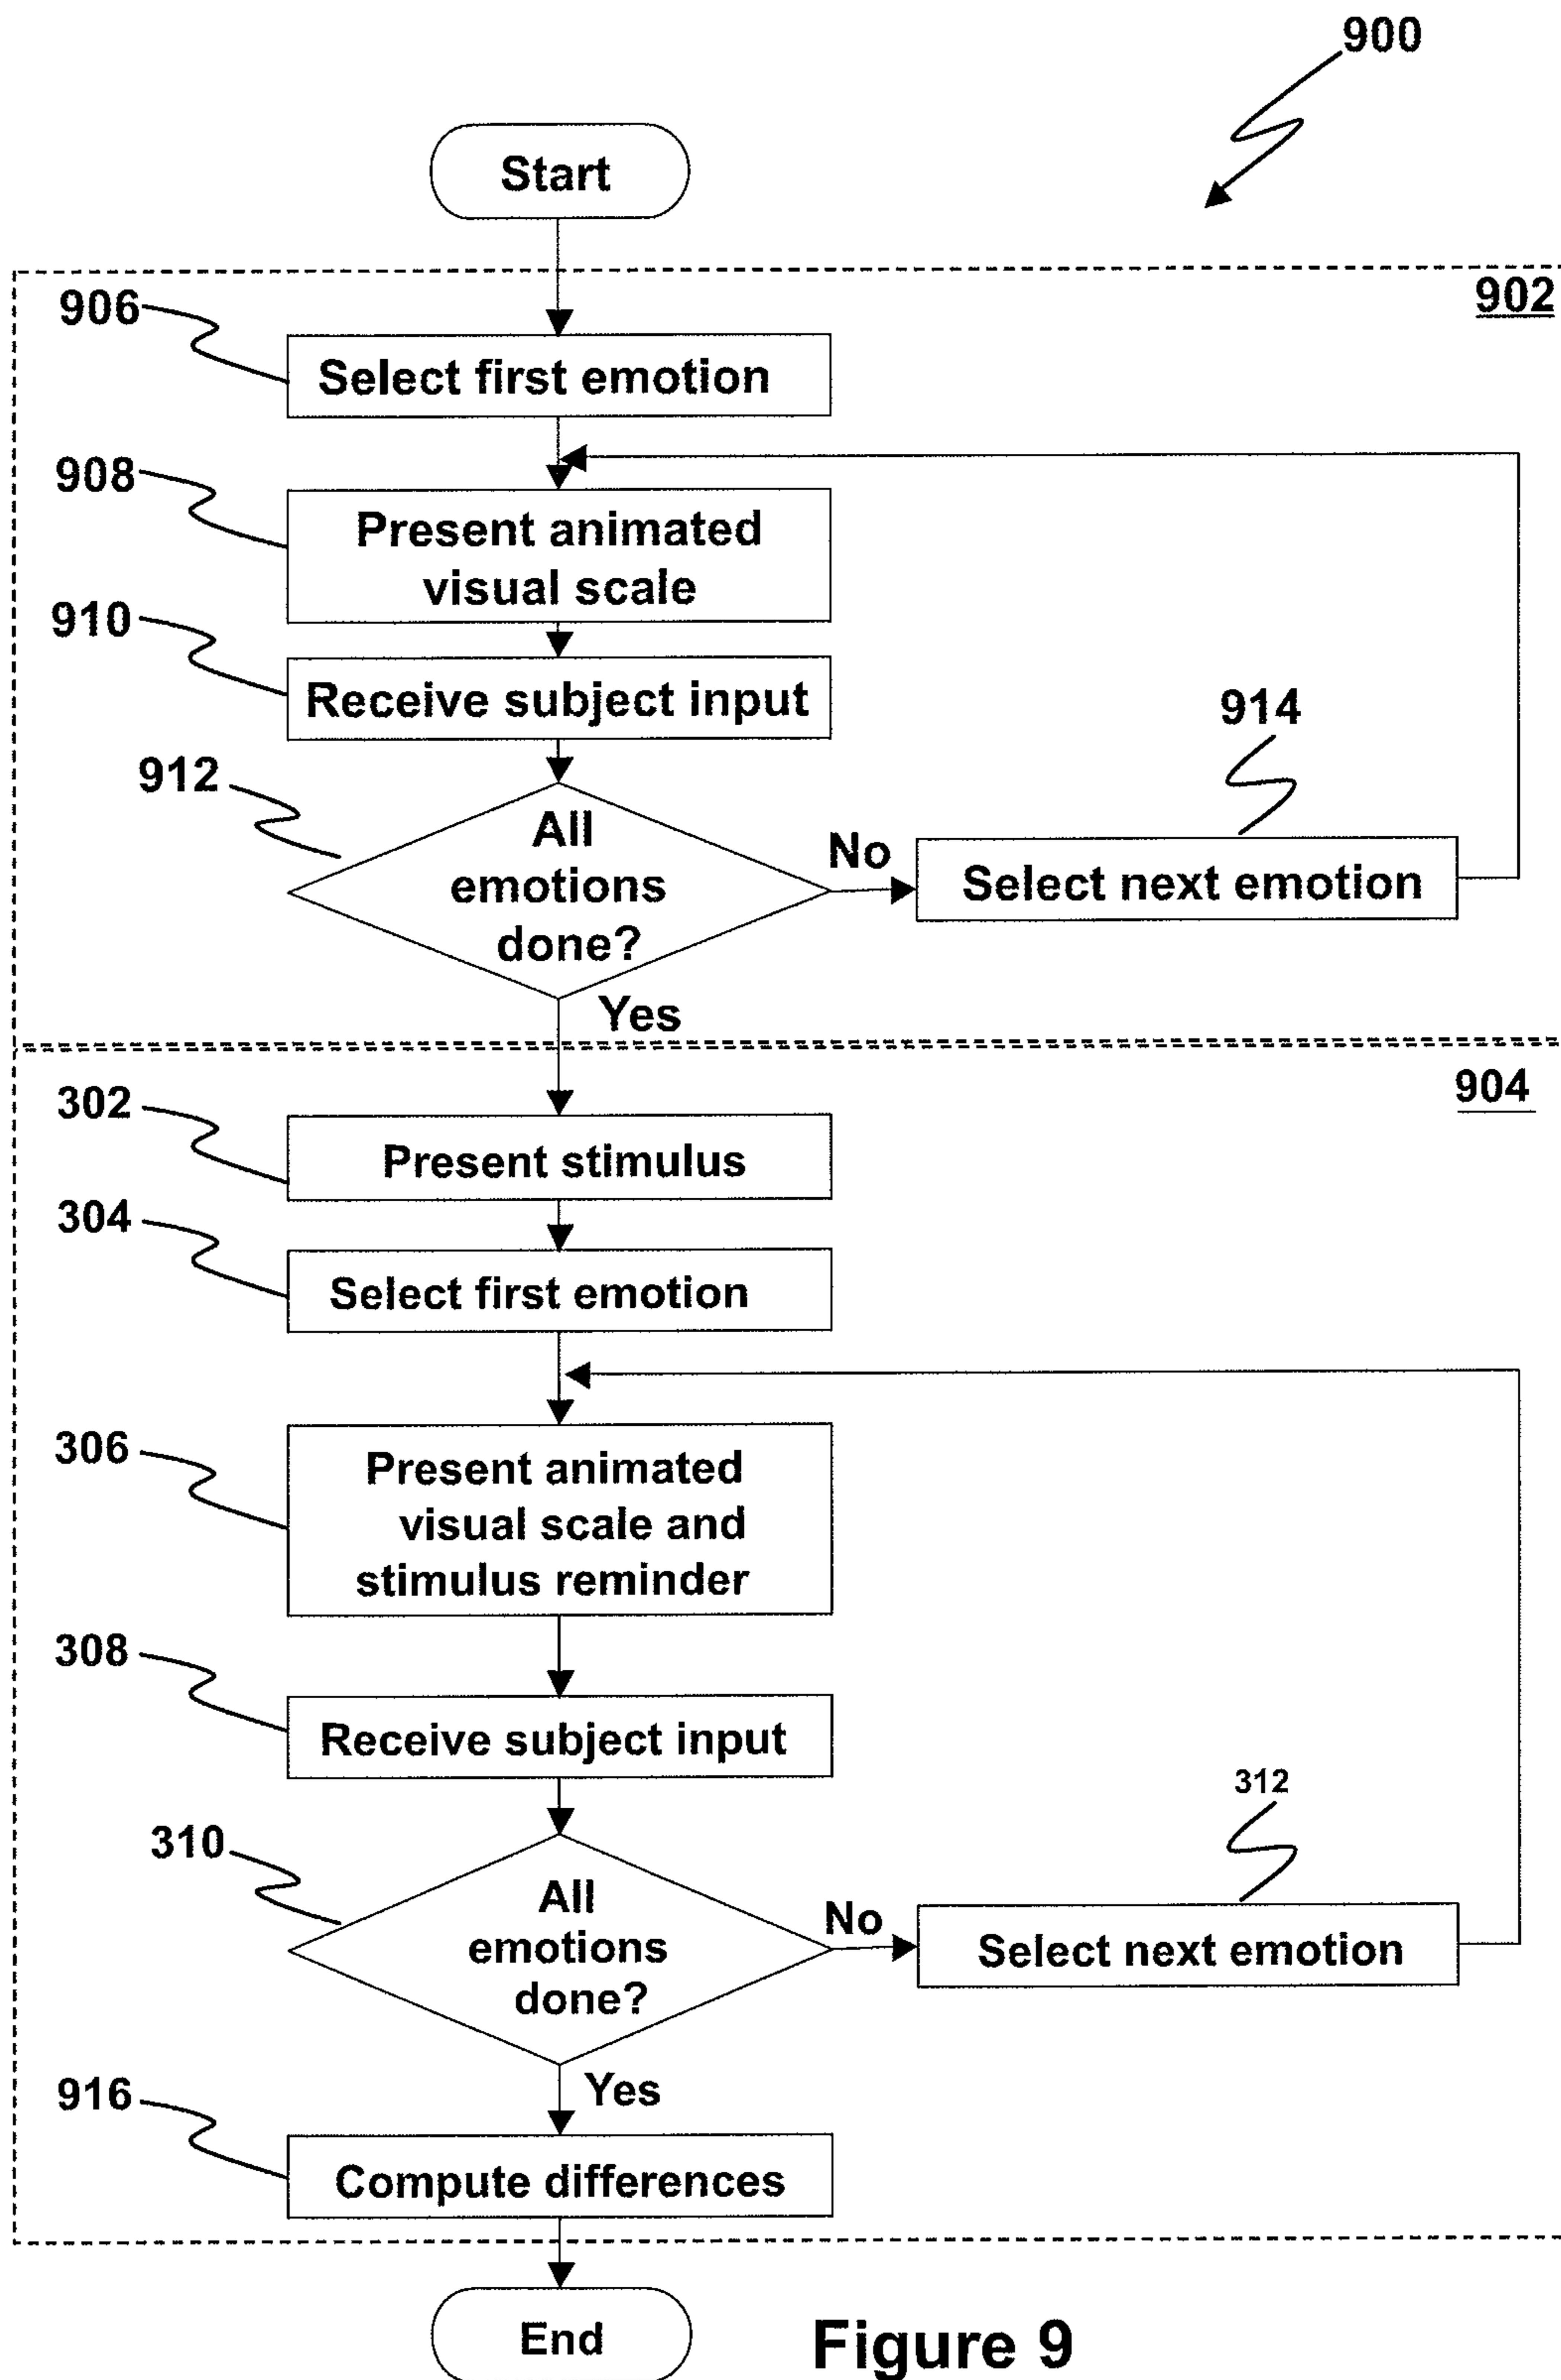 900
Start
902
906
Select first emotion
908
Present animated
visual scale
910
Receive subject input
914
912
All
emotions
done?
No
Select next emotion
Yes
904
302
Present stimulus
304
Select first emotion
306
Present animated
visual scale and
stimulus reminder
308
Receive subject input
312
310
All
emotions
done?
No
Select next emotion
Yes
916
Compute differences
End
Figure 9